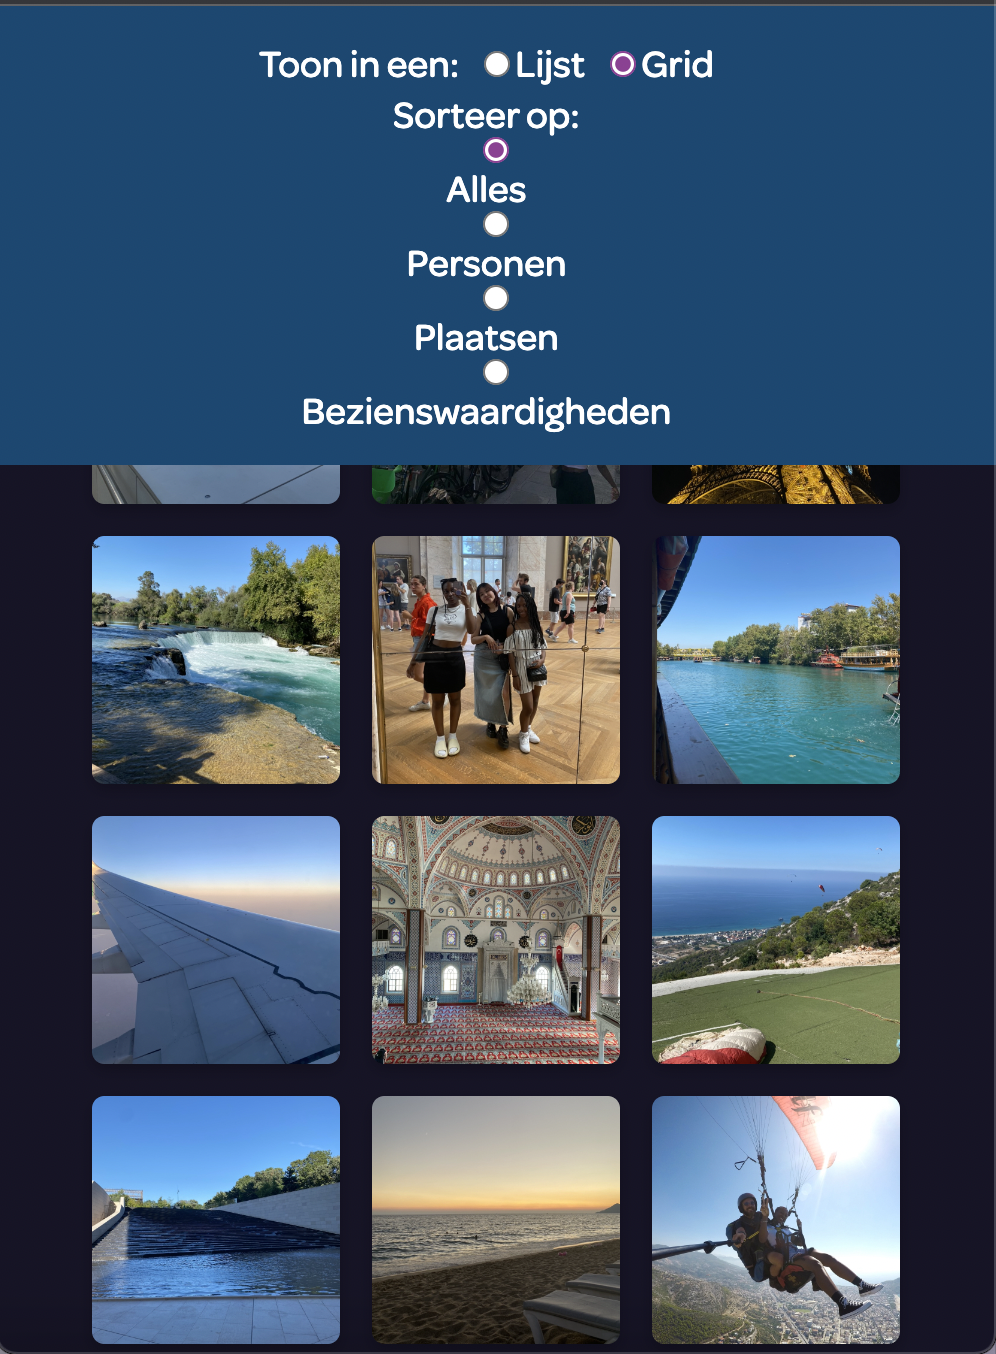 Toon in een: Lijst Grid
Sorteer op:
Alles
Personen
Plaatsen
Bezienswaardigheden